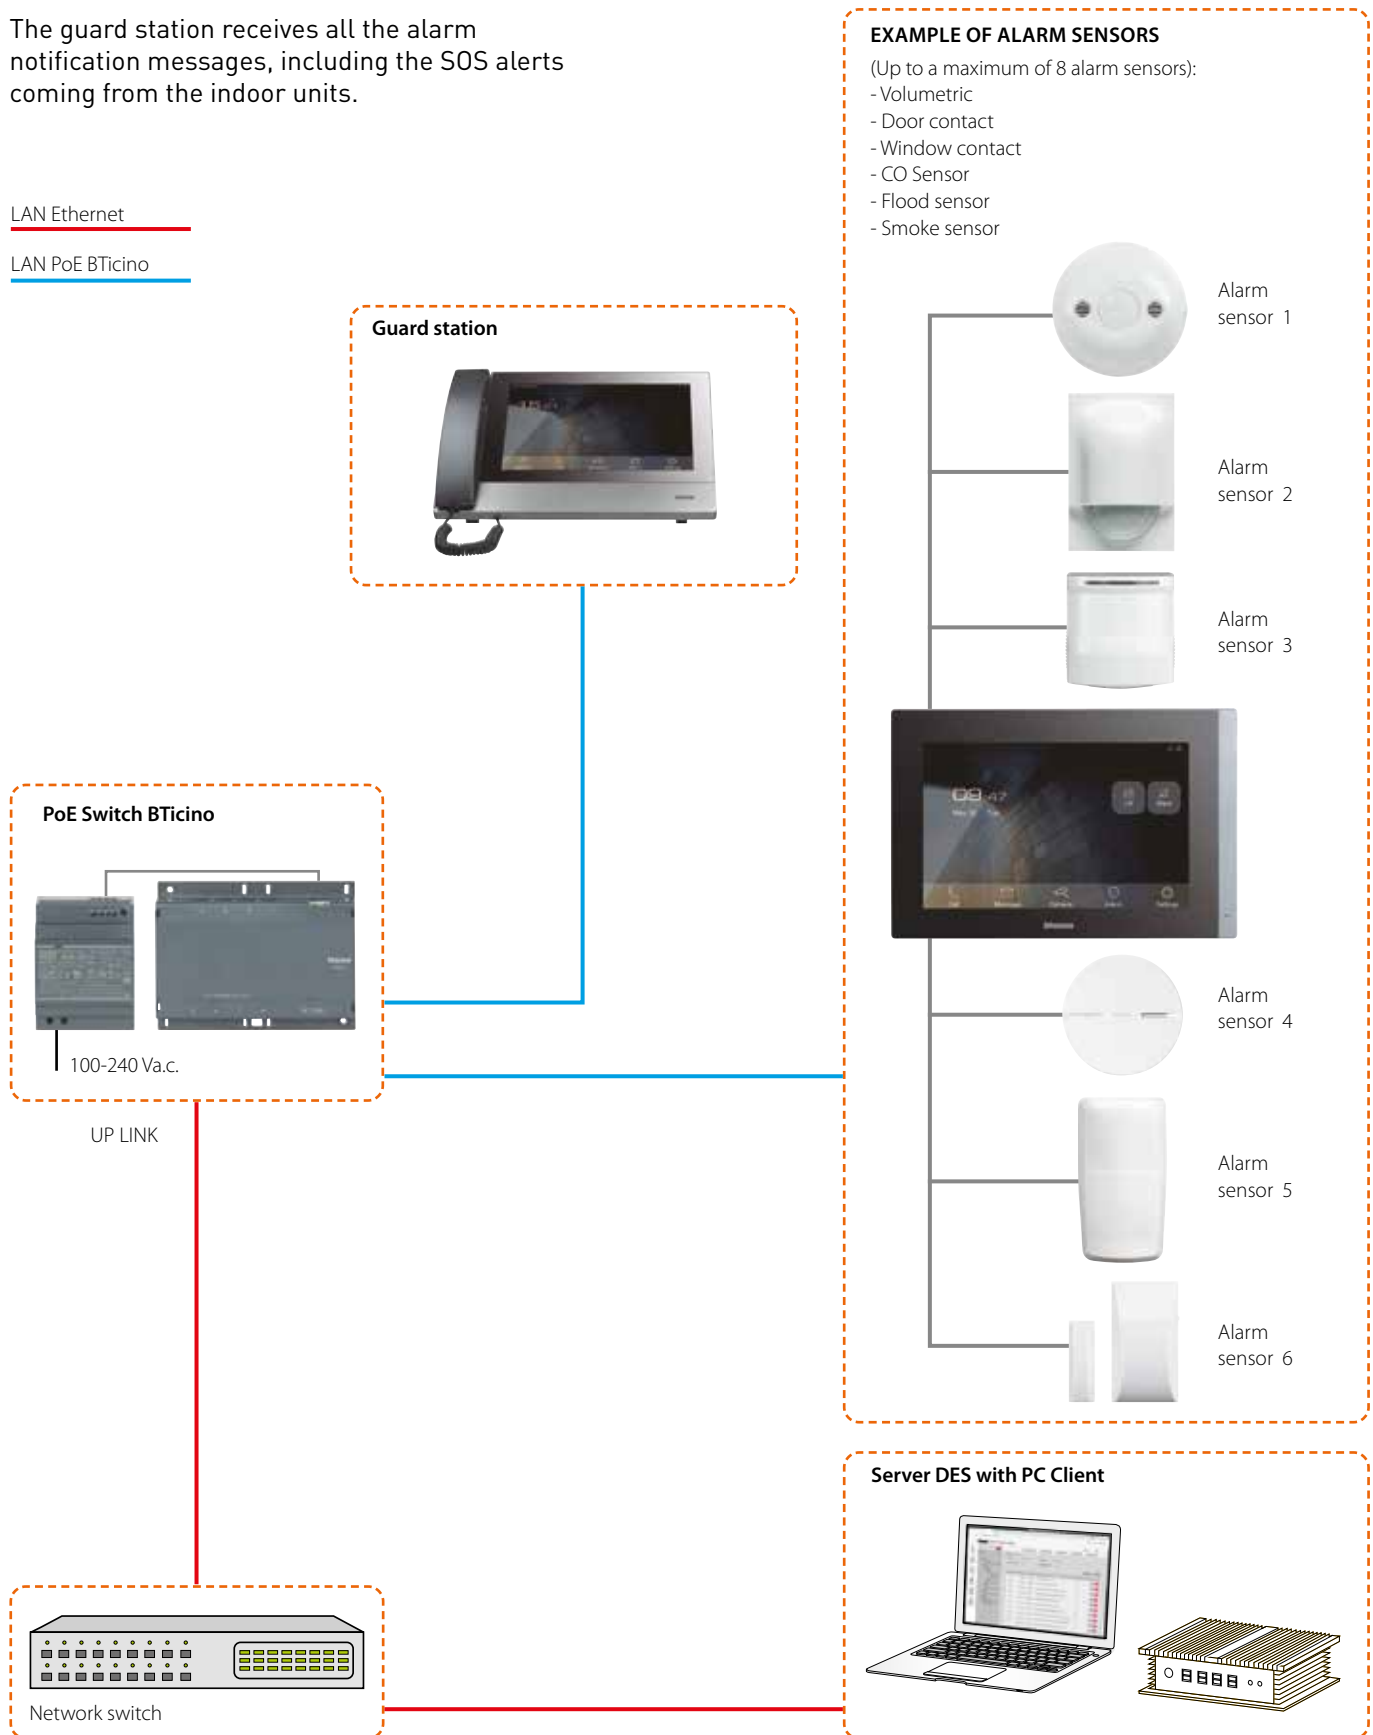 The guard station receives all the alarm
notification messages, including the SOS alerts
coming from the indoor units.
LAN Ethernet
LAN PoE BTicino
EXAMPLE OF ALARM SENSORS
(Up to a maximum of 8 alarm sensors):
- Volumetric
- Door contact
- Window contact
- CO Sensor
- Flood sensor
- Smoke sensor
Alarm
sensor 1
Guard station
Alarm
sensor 2
Alarm
sensor 3
09:47
PoE Switch BTicino
100-240 Va.c.
UP LINK
Alarm
sensor 4
Alarm
sensor 5
Alarm
sensor 6
Server DES with PC Client
Network switch